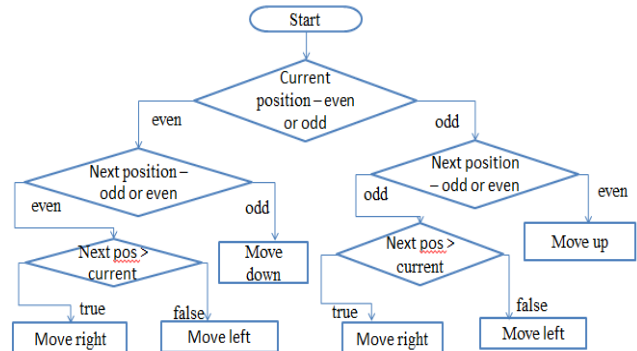 Start
Current
position – even
or odd
even
odd
Next position –
odd or even
Next position
– odd or even
even
odd
odd
even
Move
down
Move up
Next pos >
current
Next pos >
current
true
false
true
false
Move right
Move left
Move right
Move left